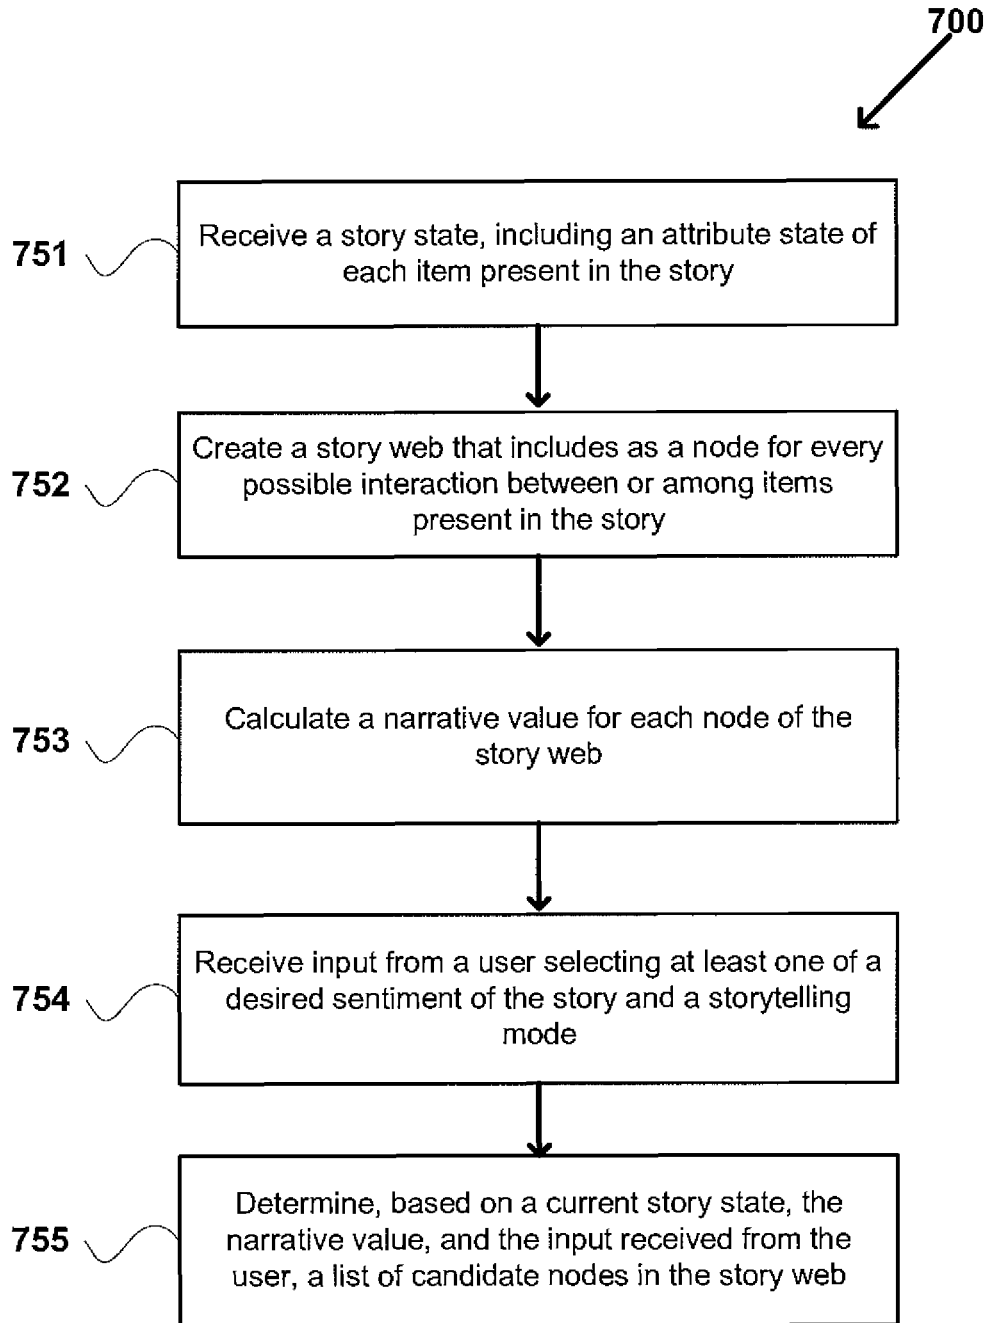 700
751
Receive a story state, including an attribute state of
each item present in the story
752
Create a story web that includes as a node for every
possible interaction between or among items
present in the story
753
Calculate a narrative value for each node of the
story web
754
Receive input from a user selecting at least one of a
desired sentiment of the story and a storytelling
mode
755
Determine, based on a current story state, the
narrative value, and the input received from the
user, a list of candidate nodes in the story web